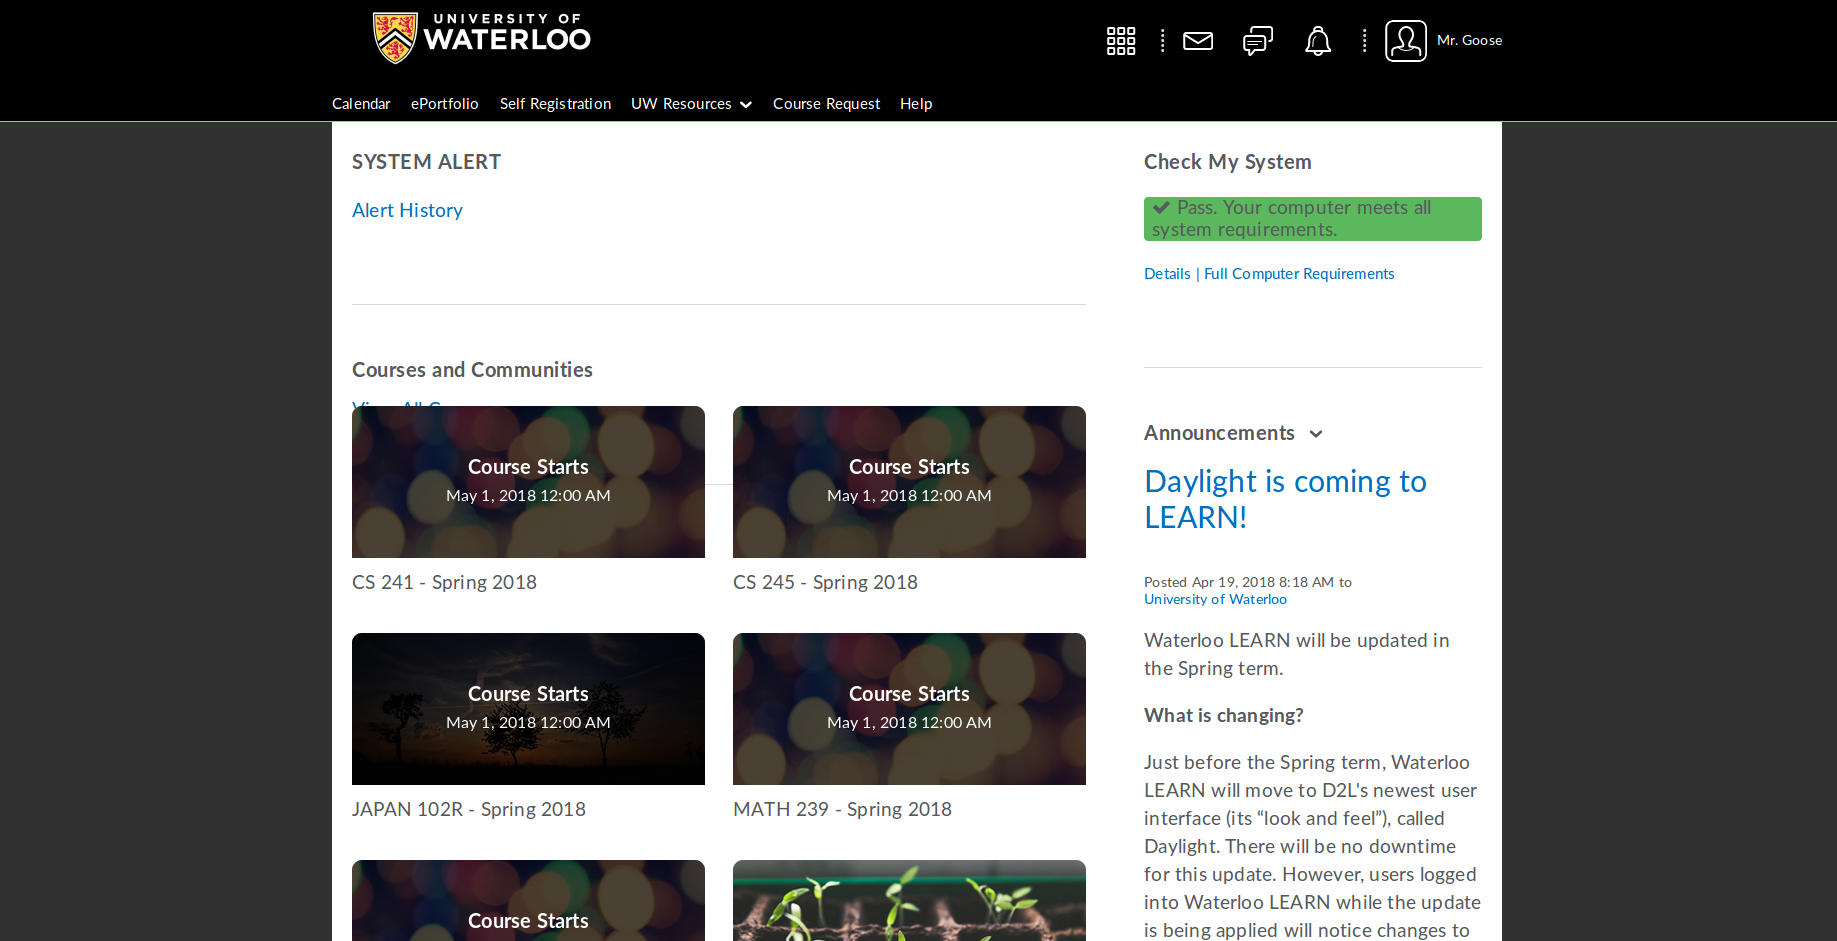 UNIVERSITY OF
WATERLOO
Mr. Goose
Calendar ePortfolio Self Registration UW Resources Course Request Help
SYSTEM ALERT
Alert History
Courses and Communities
CS 241 - Spring 2018
Course Starts
May 1, 2018 12:00 AM
CS 245 - Spring 2018
Course Starts
May 1, 2018 12:00 AM
JAPAN 102R - Spring 2018
Course Starts
May 1, 2018 12:00 AM
MATH 239 - Spring 2018
Course Starts
May 1, 2018 12:00 AM
Course Starts
Check My System
Pass. Your computer meets all
system requirements.
Details | Full Computer Requirements
Announcements
Daylight is coming to
LEARN!
Posted Apr 19, 2018 8:18 AM to
University of Waterloo
Waterloo LEARN will be updated in
the Spring term.
What is changing?
Just before the Spring term, Waterloo
LEARN will move to D2L's newest user
interface (its “look and feel”), called
Daylight. There will be no downtime
for this update. However, users logged
into Waterloo LEARN while the update
is being applied will notice changes to